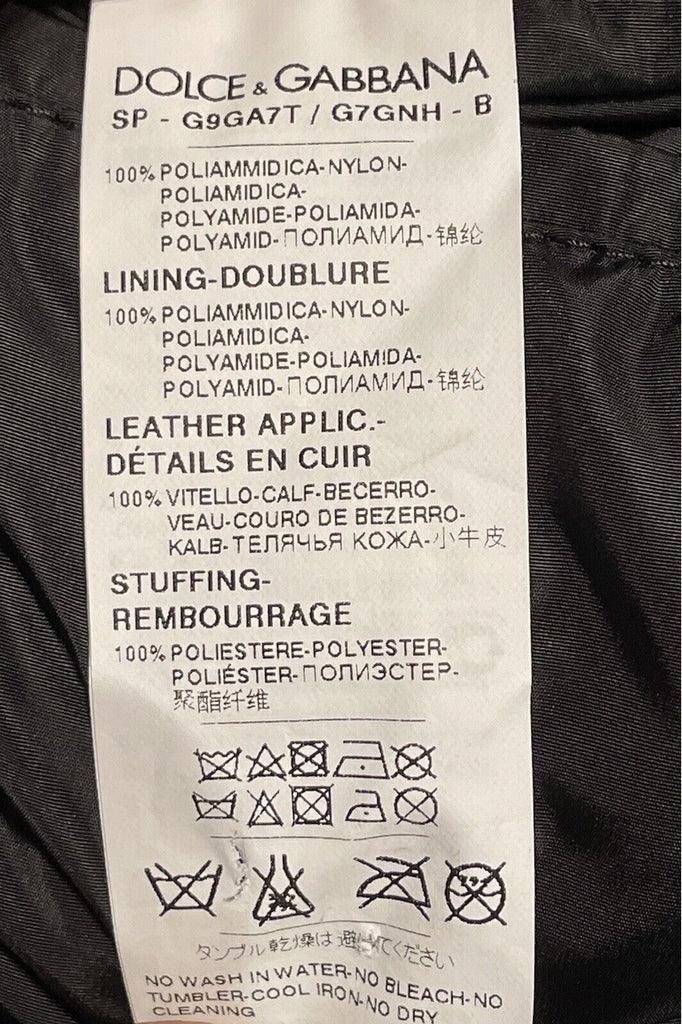 DOLCE & GABBANA
SP - G9GA7T / G7GNH - B
100% POLIAMMIDICA-NYLON-
POLIAMIDICA-
POLYAMIDE-POLIAMIDA-
POLYAMID-ПОЛИАМИД-锦纶
LINING-DOUBLURE
100% POLIAMMIDICA-NYLON-
POLIAMIDICA-
POLYAMIDE-POLIAMIDA-
POLYAMID-ПОЛИАМИД-锦纶
LEATHER APPLIC.-
DÉTAILS EN CUIR
100% VITELLO-CALF-BECERRO-
VEAU-COURO DE BEZERRO-
KALB-ТЕЛЯЧЬЯ КОЖА-小牛皮
STUFFING-
REMBOURRAGE
100% POLIESTERE-POLYESTER-
POLIÉSTER-ПОЛИЭСТЕР-
聚酯纤维
タンブル乾燥は避けてください
NO WASH IN WATER-NO BLEACH-NO
TUMBLER-COOL IRON-NO DRY
CLEANING